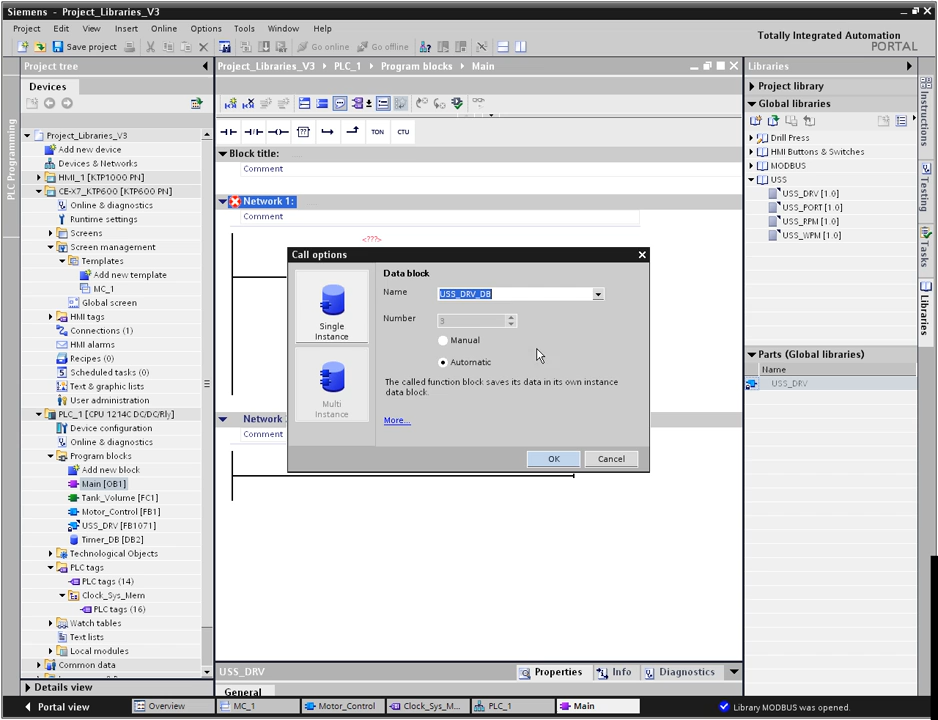 Siemens - Project_Libraries_V3
Project Edit View Insert Online Options Tools Window Help
Totally Integrated Automation
PORTAL
Save project
Go online
Go offline
Project tree
Devices
PLC Programming
Project_Libraries_V3
Add new device
Devices & Networks
HMI_1 [KTP1000 PN]
CE-X7_KTP600 [KTP600 PN]
Online & diagnostics
Runtime settings
Screens
Screen management
Templates
Add new template
MC_1
Global screen
HMI tags
Connections (1)
HMI alarms
Recipes (0)
Scheduled tasks (0)
Text & graphic lists
User administration
PLC_1 [CPU 1214C DC/DC/Rly]
Device configuration
Online & diagnostics
Program blocks
Add new block
Main [OB1]
Tank_Volume [FC1]
Motor_Control [FB1]
USS_DRV [FB1071]
Timer_DB [DB2]
Technological Objects
PLC tags
PLC tags (14)
Clock_Sys_Mem
PLC tags (16)
Watch tables
Text lists
Local modules
Common data
Details view
Project_Libraries_V3 PLC_1 Program blocks Main
?? TON CTU
Block title:
Comment
Network 1:
Comment
<???>
Network
Comment
Call options
Single
Instance
Multi
Instance
Data block
Name USS_DRV_DB
Number 3
Manual
Automatic
The called function block saves its data in its own instance
data block.
More...
OK Cancel
USS_DRV
Properties Info Diagnostics
General
Libraries
Project library
Global libraries
Drill Press
HMI Buttons & Switches
MODBUS
USS
USS_DRV [1.0]
USS_PORT [1.0]
USS_RPM [1.0]
USS_WPM [1.0]
Parts (Global libraries)
Name
USS_DRV
Instructions
Testing
Tasks
Libraries
Portal view Overview MC_1 Motor_Control Clock_Sys_M... PLC_1 Main
Library MODBUS was opened.